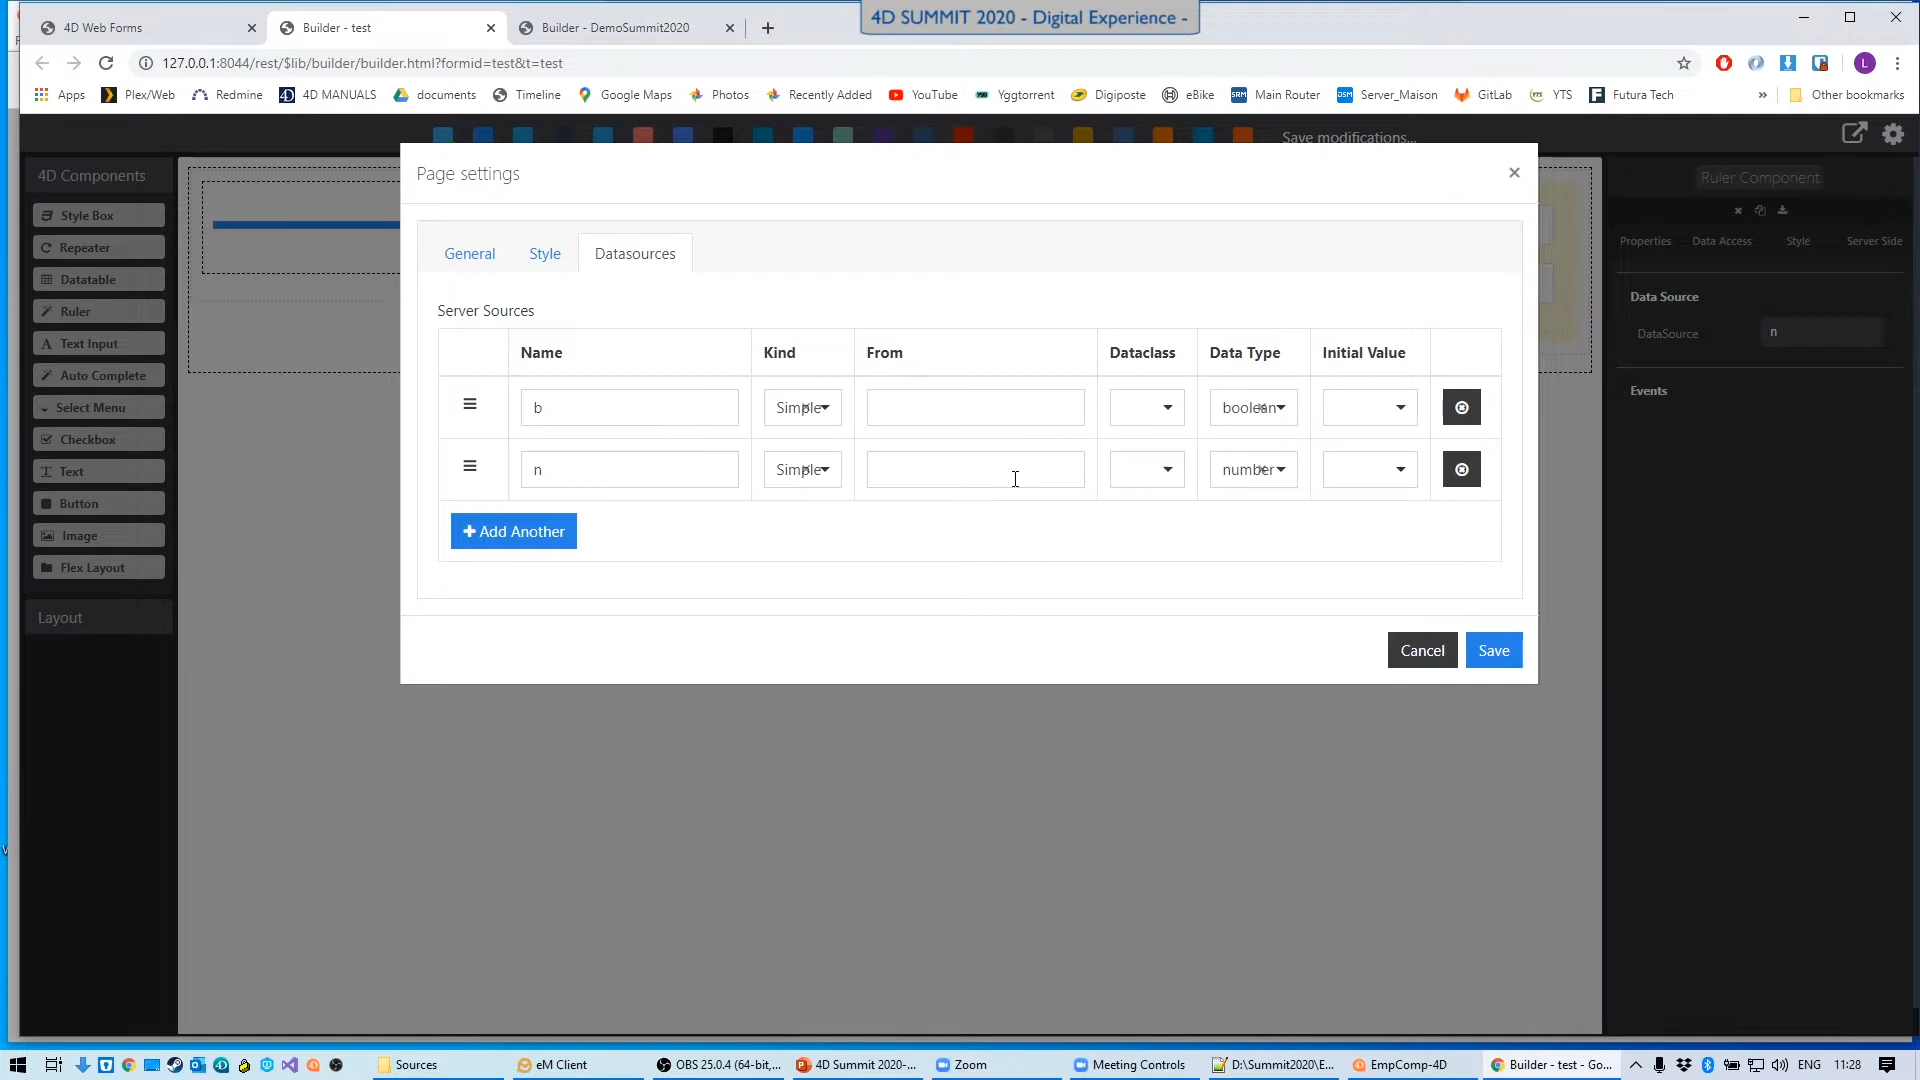 4D SUMMIT 2020 - Digital Experience -
4D Web Forms
Builder - test
Builder - DemoSummit2020
127.0.0.1:8044/rest/$lib/builder/builder.html?formid=test&t=test
L
Apps
Plex/Web
Redmine
4D MANUALS
documents
Timeline
Google Maps
Photos
Recently Added
YouTube
Yggtorrent
Digiposte
eBike
Main Router
Server_Maison
GitLab
YTS
Futura Tech
»
Other bookmarks
Save modifications...
4D Components
Style Box
Repeater
Datatable
Ruler
Text Input
Auto Complete
Select Menu
Checkbox
Text
Button
Image
Flex Layout
Layout
Page settings
General Style Datasources
Server Sources
Name Kind From Dataclass Data Type Initial Value
b Simple boolean
n Simple number
Add Another
Cancel Save
Ruler Component
Properties Data Access Style Server Side
Data Source
DataSource n
Events
Sources
eM Client
OBS 25.0.4 (64-bit,...
4D Summit 2020-...
Zoom
Meeting Controls
D:\Summit2020\E...
EmpComp-4D
Builder - test - Go...
ENG
11:28